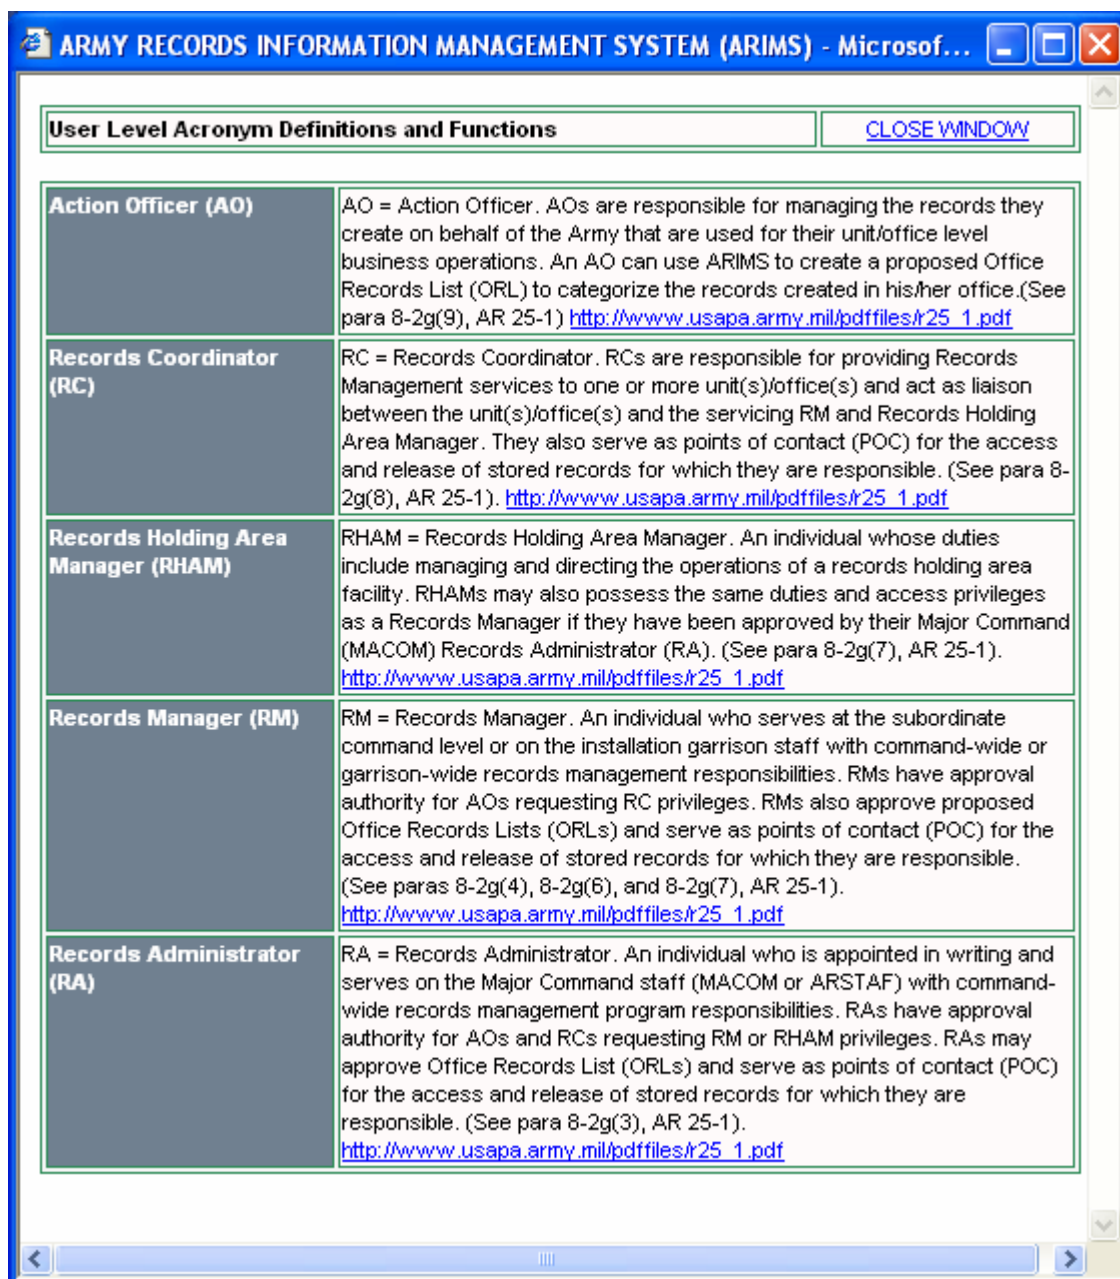 ARMY RECORDS INFORMATION MANAGEMENT SYSTEM (ARIMS) - Microsof...
User Level Acronym Definitions and Functions
CLOSE WINDOW
Action Officer (AO)
AO = Action Officer. AOs are responsible for managing the records they
create on behalf of the Army that are used for their unit/office level
business operations. An AO can use ARIMS to create a proposed Office
Records List (ORL) to categorize the records created in his/her office.(See
para 8-2g(9), AR 25-1) http://www.usapa.army.mil/pdffiles/r25_1.pdf
Records Coordinator
(RC)
RC = Records Coordinator. RCs are responsible for providing Records
Management services to one or more unit(s)/office(s) and act as liaison
between the unit(s)/office(s) and the servicing RM and Records Holding
Area Manager. They also serve as points of contact (POC) for the access
and release of stored records for which they are responsible. (See para 8-
2g(8), AR 25-1). http://www.usapa.army.mil/pdffiles/r25_1.pdf
Records Holding Area
Manager (RHAM)
RHAM = Records Holding Area Manager. An individual whose duties
include managing and directing the operations of a records holding area
facility. RHAMs may also possess the same duties and access privileges
as a Records Manager if they have been approved by their Major Command
(MACOM) Records Administrator (RA). (See para 8-2g(7), AR 25-1).
http://www.usapa.army.mil/pdffiles/r25_1.pdf
Records Manager (RM)
RM = Records Manager. An individual who serves at the subordinate
command level or on the installation garrison staff with command-wide or
garrison-wide records management responsibilities. RMs have approval
authority for AOs requesting RC privileges. RMs also approve proposed
Office Records Lists (ORLs) and serve as points of contact (POC) for the
access and release of stored records for which they are responsible.
(See paras 8-2g(4), 8-2g(6), and 8-2g(7), AR 25-1).
http://www.usapa.army.mil/pdffiles/r25_1.pdf
Records Administrator
(RA)
RA = Records Administrator. An individual who is appointed in writing and
serves on the Major Command staff (MACOM or ARSTAF) with command-
wide records management program responsibilities. RAs have approval
authority for AOs and RCs requesting RM or RHAM privileges. RAs may
approve Office Records List (ORLs) and serve as points of contact (POC)
for the access and release of stored records for which they are
responsible. (See para 8-2g(3), AR 25-1).
http://www.usapa.army.mil/pdffiles/r25_1.pdf